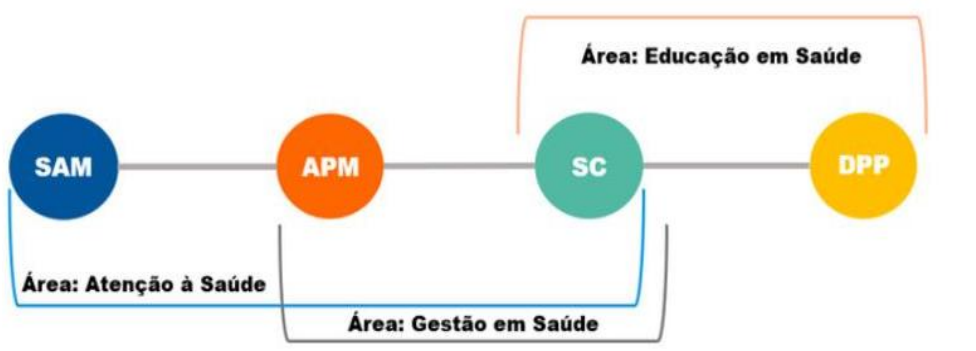 Área: Educação em Saúde
SAM APM SC DPP
Área: Atenção à Saúde
Área: Gestão em Saúde